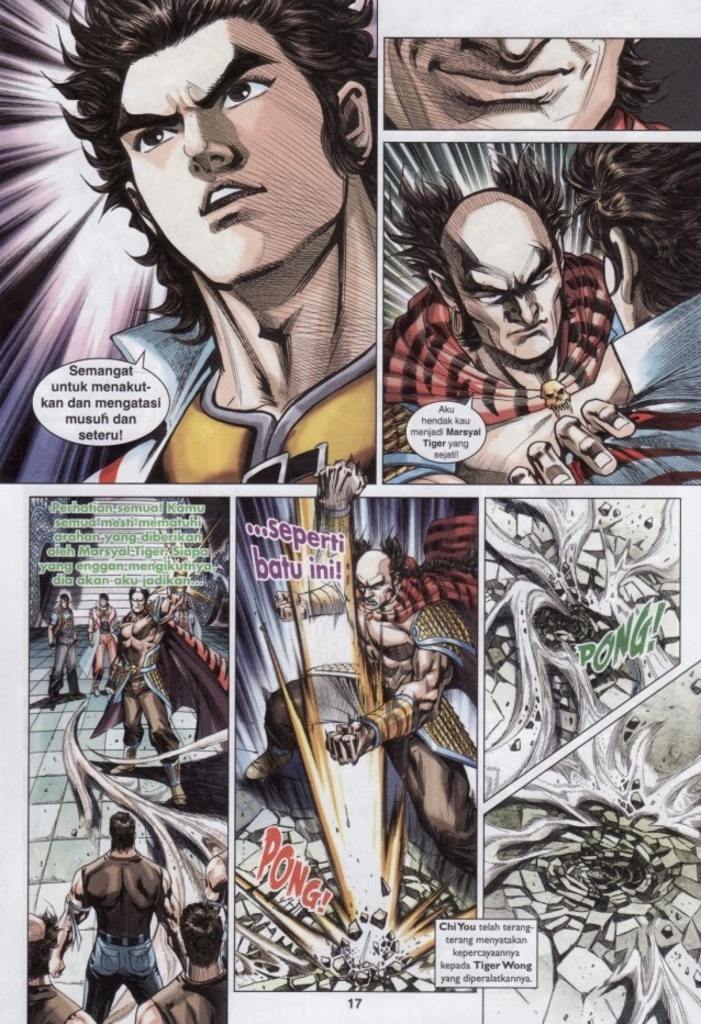 Semangat
untuk menakut-
kan dan mengatasi
musuh dan
seteru!
Aku
hendak kau
menjadi Marsyal
Tiger yang
sejati!
Perhatian semua! Kamu
semua mesti mematuhi
arahan yang diberikan
oleh Marsyal Tiger. Siapa
yang enggan mengikutnya
dia akan aku jadikan...
...Seperti
batu ini!
PONG!
PONG!
Chi You telah terang-
terang menyatakan
kepercayaannya
kepada Tiger Wong
yang diperalatkannya.
17